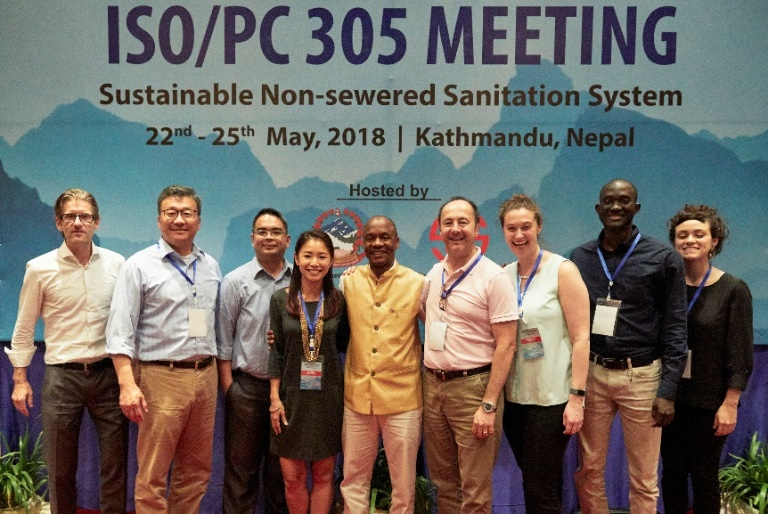 ISO/PC 305 MEETING
Sustainable Non-sewered Sanitation System
22nd - 25th May, 2018 | Kathmandu, Nepal
Hosted by